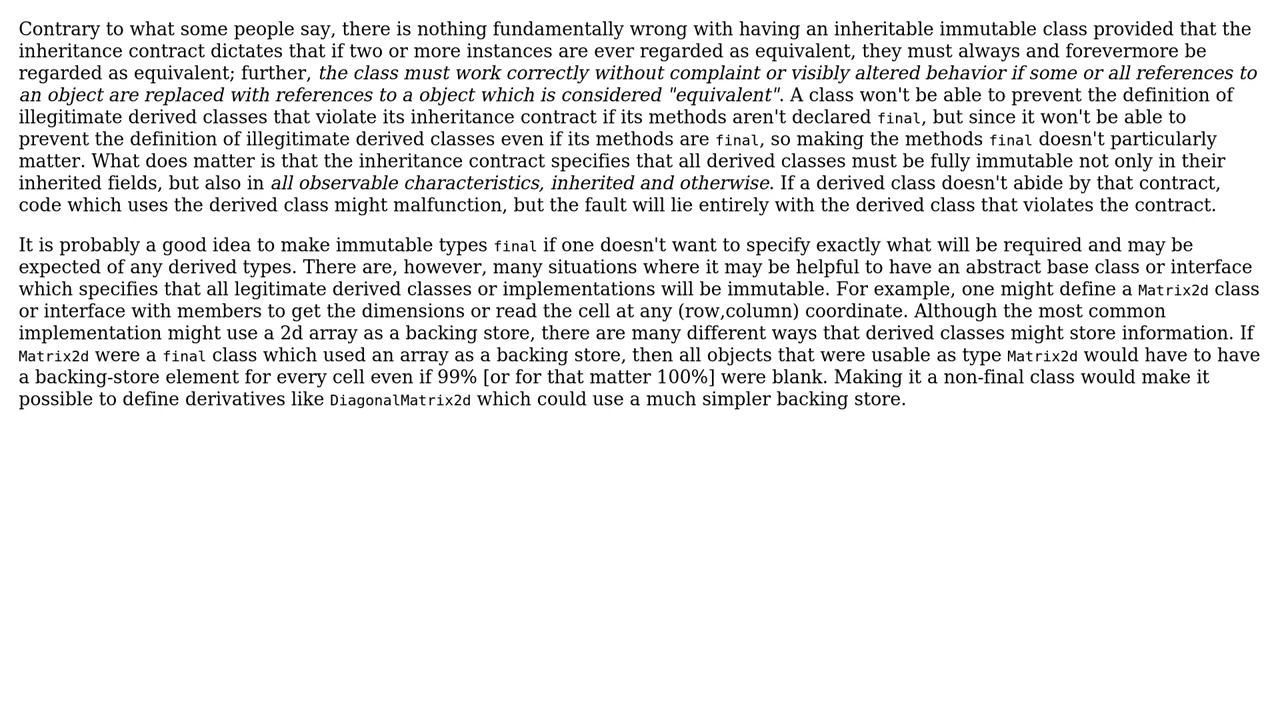 Contrary to what some people say, there is nothing fundamentally wrong with having an inheritable immutable class provided that the
inheritance contract dictates that if two or more instances are ever regarded as equivalent, they must always and forevermore be
regarded as equivalent; further, the class must work correctly without complaint or visibly altered behavior if some or all references to
an object are replaced with references to a object which is considered "equivalent". A class won't be able to prevent the definition of
illegitimate derived classes that violate its inheritance contract if its methods aren't declared final, but since it won't be able to
prevent the definition of illegitimate derived classes even if its methods are final, so making the methods final doesn't particularly
matter. What does matter is that the inheritance contract specifies that all derived classes must be fully immutable not only in their
inherited fields, but also in all observable characteristics, inherited and otherwise. If a derived class doesn't abide by that contract,
code which uses the derived class might malfunction, but the fault will lie entirely with the derived class that violates the contract.
It is probably a good idea to make immutable types final if one doesn't want to specify exactly what will be required and may be
expected of any derived types. There are, however, many situations where it may be helpful to have an abstract base class or interface
which specifies that all legitimate derived classes or implementations will be immutable. For example, one might define a Matrix2d class
or interface with members to get the dimensions or read the cell at any (row,column) coordinate. Although the most common
implementation might use a 2d array as a backing store, there are many different ways that derived classes might store information. If
Matrix2d were a final class which used an array as a backing store, then all objects that were usable as type Matrix2d would have to have
a backing-store element for every cell even if 99% [or for that matter 100%] were blank. Making it a non-final class would make it
possible to define derivatives like DiagonalMatrix2d which could use a much simpler backing store.